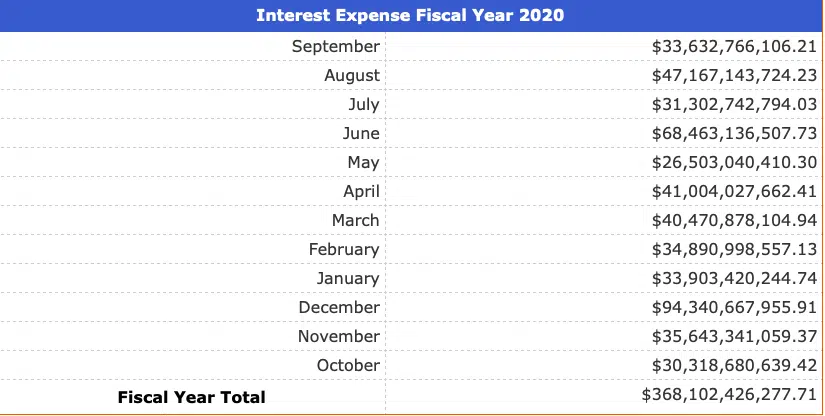 Interest Expense Fiscal Year 2020
September $33,632,766,106.21
August $47,167,143,724.23
July $31,302,742,794.03
June $68,463,136,507.73
May $26,503,040,410.30
April $41,004,027,662.41
March $40,470,878,104.94
February $34,890,998,557.13
January $33,903,420,244.74
December $94,340,667,955.91
November $35,643,341,059.37
October $30,318,680,639.42
Fiscal Year Total $368,102,426,277.71